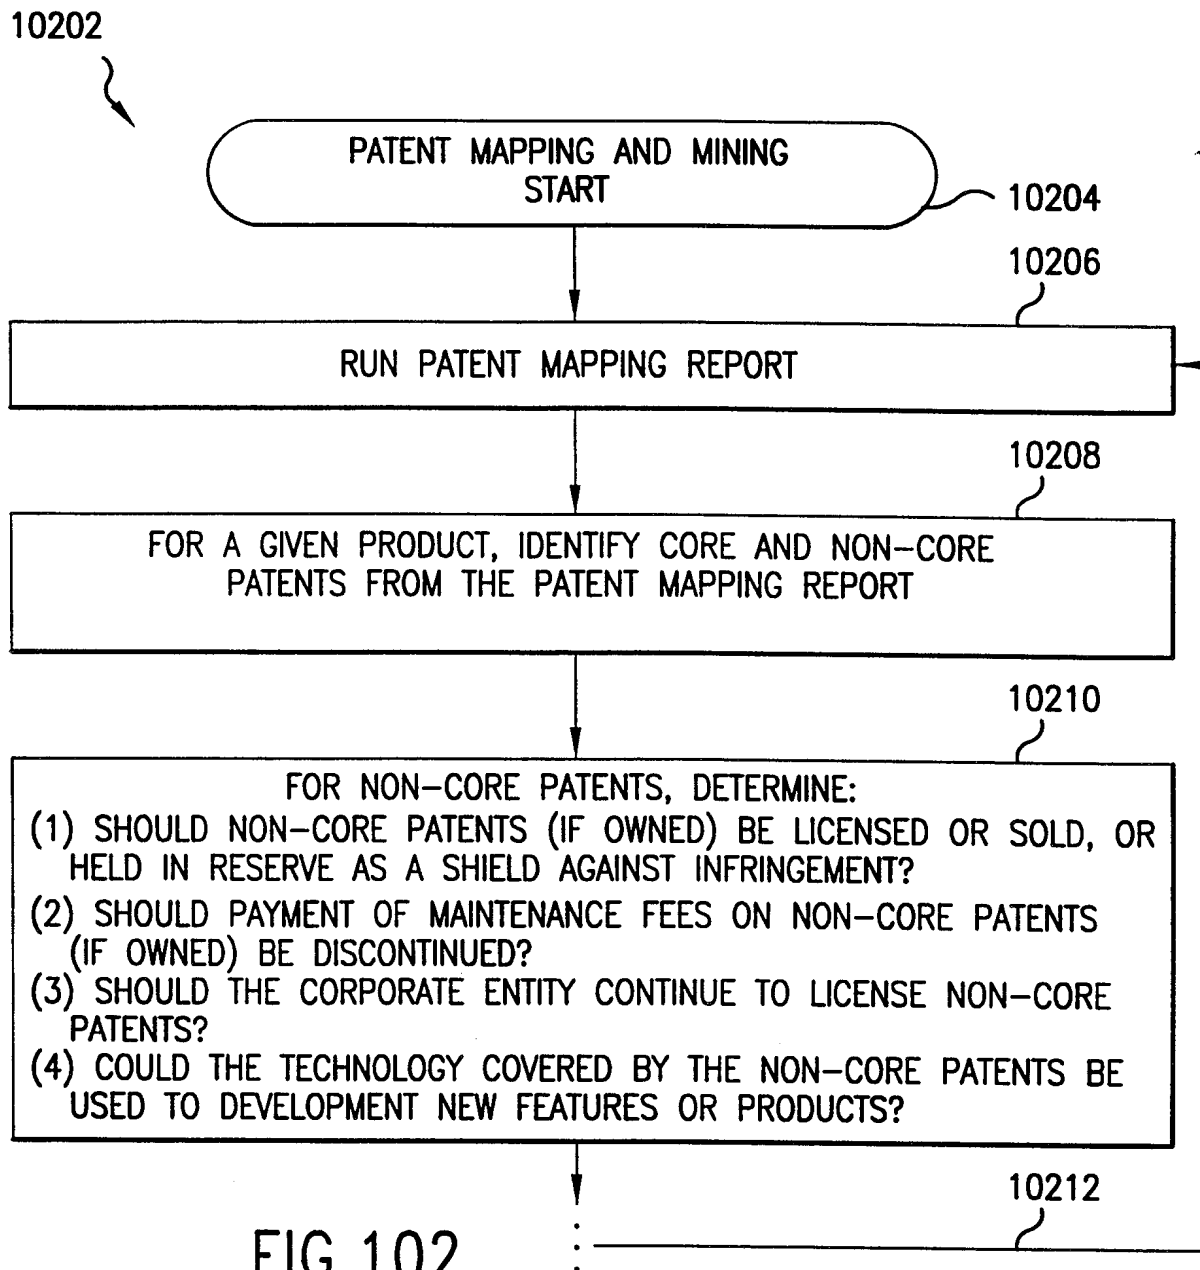 10202
PATENT MAPPING AND MINING
START
10204
10206
RUN PATENT MAPPING REPORT
10208
FOR A GIVEN PRODUCT, IDENTIFY CORE AND NON-CORE
PATENTS FROM THE PATENT MAPPING REPORT
10210
FOR NON-CORE PATENTS, DETERMINE:
(1) SHOULD NON-CORE PATENTS (IF OWNED) BE LICENSED OR SOLD, OR
HELD IN RESERVE AS A SHIELD AGAINST INFRINGEMENT?
(2) SHOULD PAYMENT OF MAINTENANCE FEES ON NON-CORE PATENTS
(IF OWNED) BE DISCONTINUED?
(3) SHOULD THE CORPORATE ENTITY CONTINUE TO LICENSE NON-CORE
PATENTS?
(4) COULD THE TECHNOLOGY COVERED BY THE NON-CORE PATENTS BE
USED TO DEVELOPMENT NEW FEATURES OR PRODUCTS?
10212
FIG.102